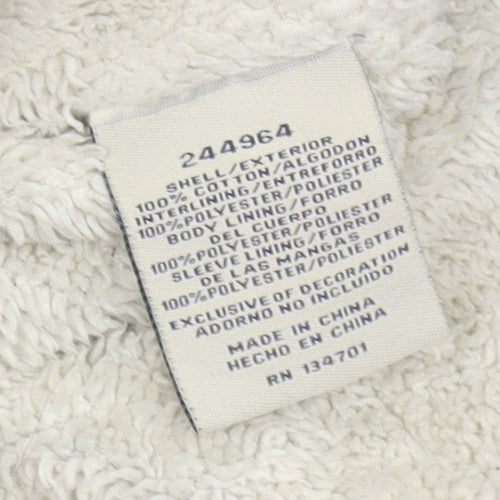 244964
SHELL/EXTERIOR
100% COTTON/ALGODON
INTERLINING/ENTREFORRO
100%POLYESTER/POLIESTER
BODY LINING/FORRO
DEL CUERPO
100%POLYESTER/POLIESTER
SLEEVE LINING/FORRO
DE LAS MANGAS
100%POLYESTER/POLIESTER
EXCLUSIVE OF DECORATION
ADORNO NO INCLUIDO
MADE IN CHINA
HECHO EN CHINA
RN 134701